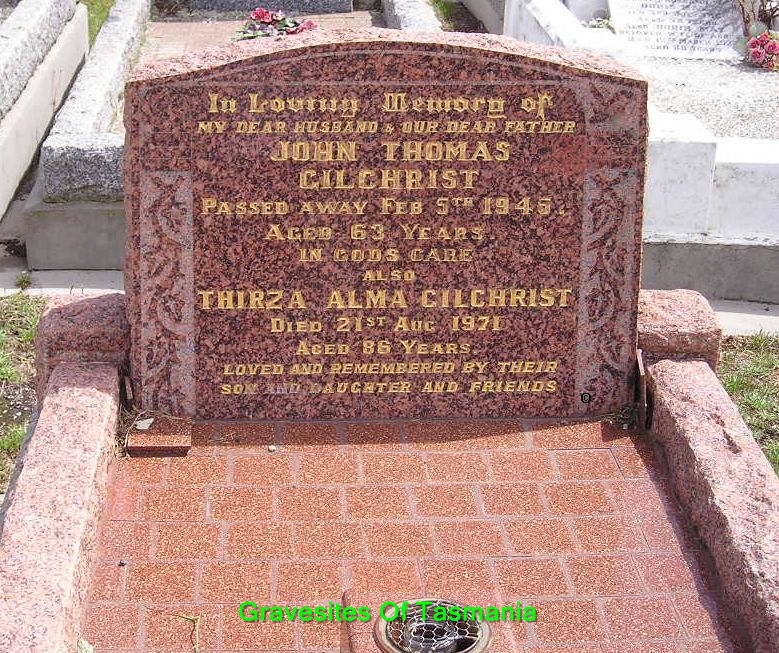 In Loving Memory of
MY DEAR HUSBAND & OUR DEAR FATHER
JOHN THOMAS
GILCHRIST
PASSED AWAY FEB 5TH 1945.
AGED 63 YEARS.
IN GODS CARE
ALSO
THIRZA ALMA GILCHRIST
DIED 21ST AUG 1971
AGED 86 YEARS
LOVED AND REMEMBERED BY THEIR
SON AND DAUGHTER AND FRIENDS
Gravesites Of Tasmania